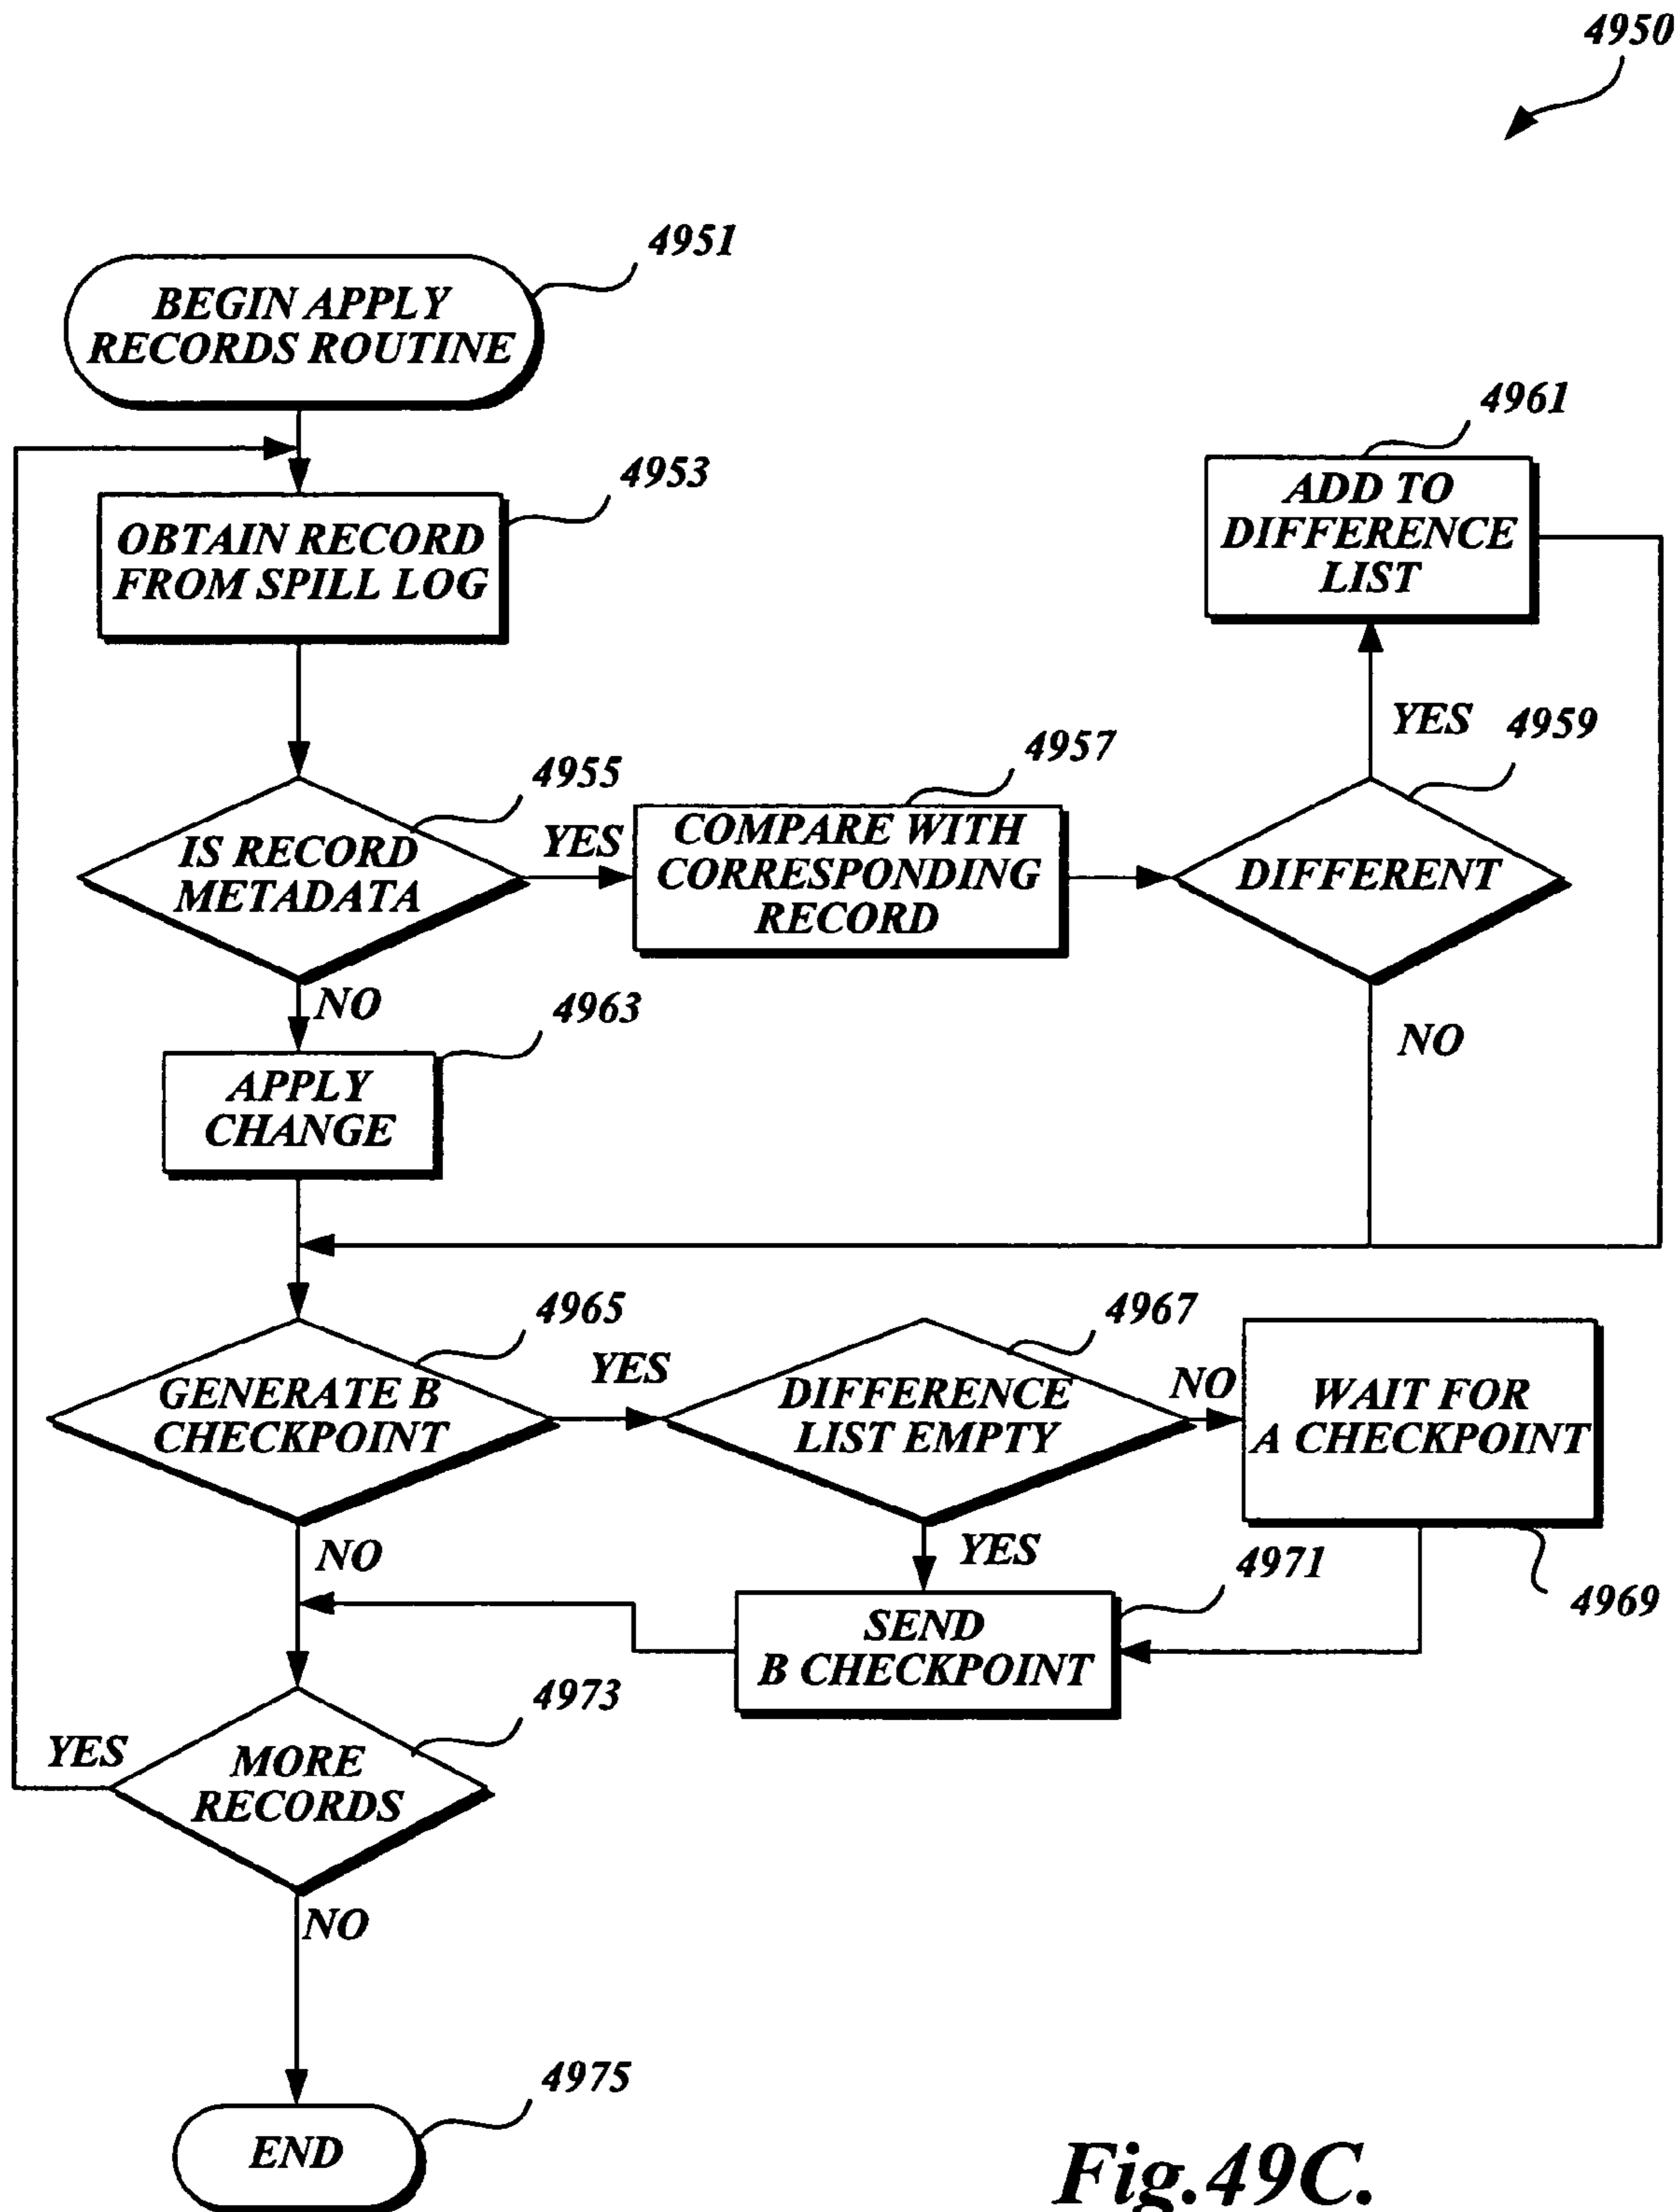 4950
4951
BEGIN APPLY
RECORDS ROUTINE
4953
OBTAIN RECORD
FROM SPILL LOG
4961
ADD TO
DIFFERENCE
LIST
YES
4959
4955
IS RECORD
METADATA
YES
4957
COMPARE WITH
CORRESPONDING
RECORD
DIFFERENT
NO
NO
4963
APPLY
CHANGE
4965
GENERATE B
CHECKPOINT
YES
4967
DIFFERENCE
LIST EMPTY
NO
WAIT FOR
A CHECKPOINT
4969
NO
YES
4971
SEND
B CHECKPOINT
4973
YES
MORE
RECORDS
NO
4975
END
Fig.49C.